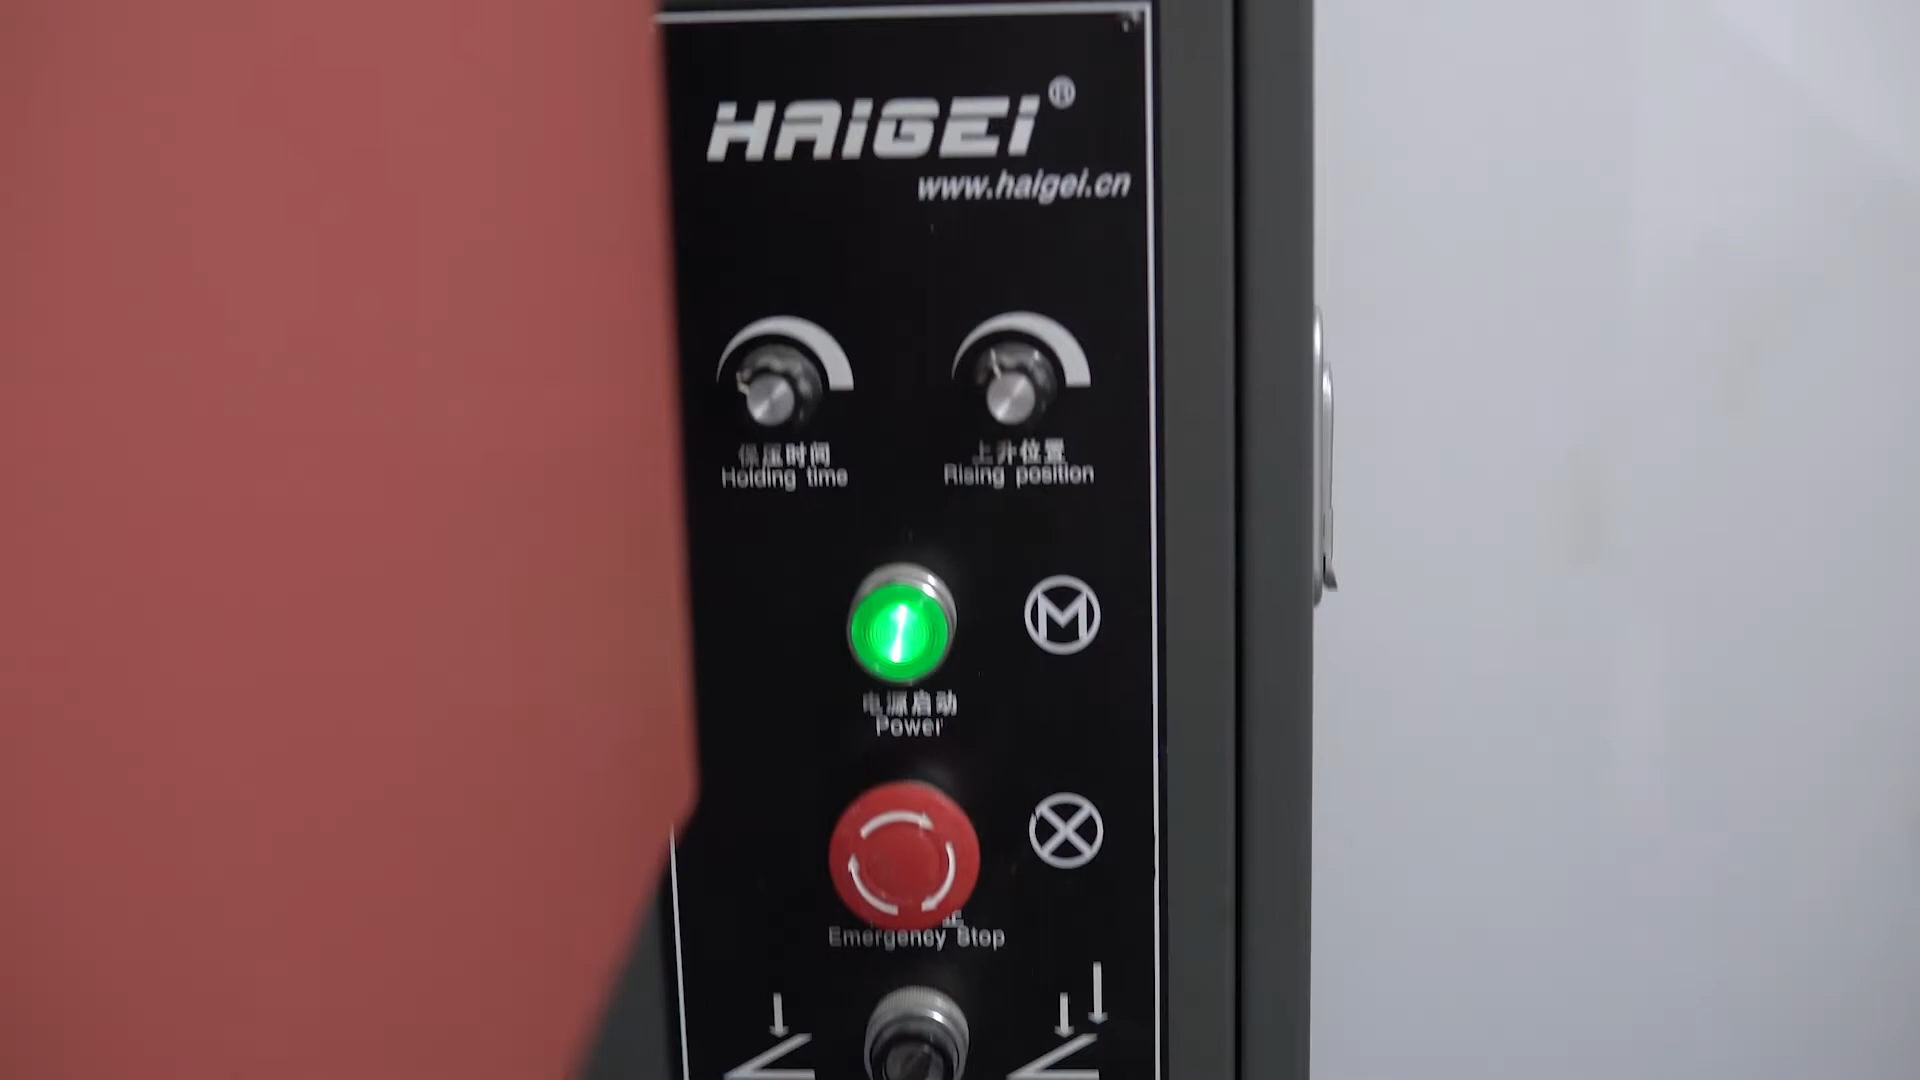 HAIGEI®
www.haigei.cn
保压时间
Holding time
上升位置
Rising position
M
电源启动
Power
止
Emergency Stop